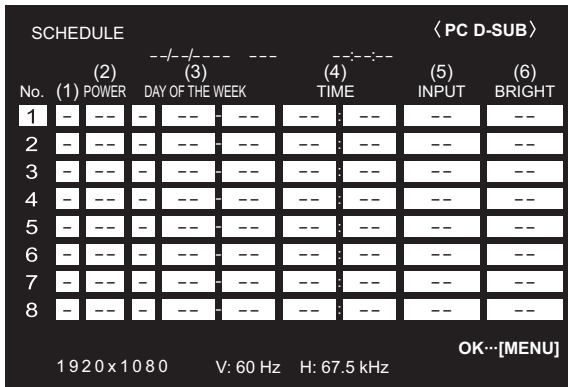 SCHEDULE 〈PC D-SUB〉
--/--/---- --- --:--:--
(2) (3) (4) (5) (6)
No. (1) POWER DAY OF THE WEEK TIME INPUT BRIGHT
1 - -- - -- - -- -- : -- -- --
2 - -- - -- - -- -- : -- -- --
3 - -- - -- - -- -- : -- -- --
4 - -- - -- - -- -- : -- -- --
5 - -- - -- - -- -- : -- -- --
6 - -- - -- - -- -- : -- -- --
7 - -- - -- - -- -- : -- -- --
8 - -- - -- - -- -- : -- -- --
OK···[MENU]
1920x1080 V: 60 Hz H: 67.5 kHz